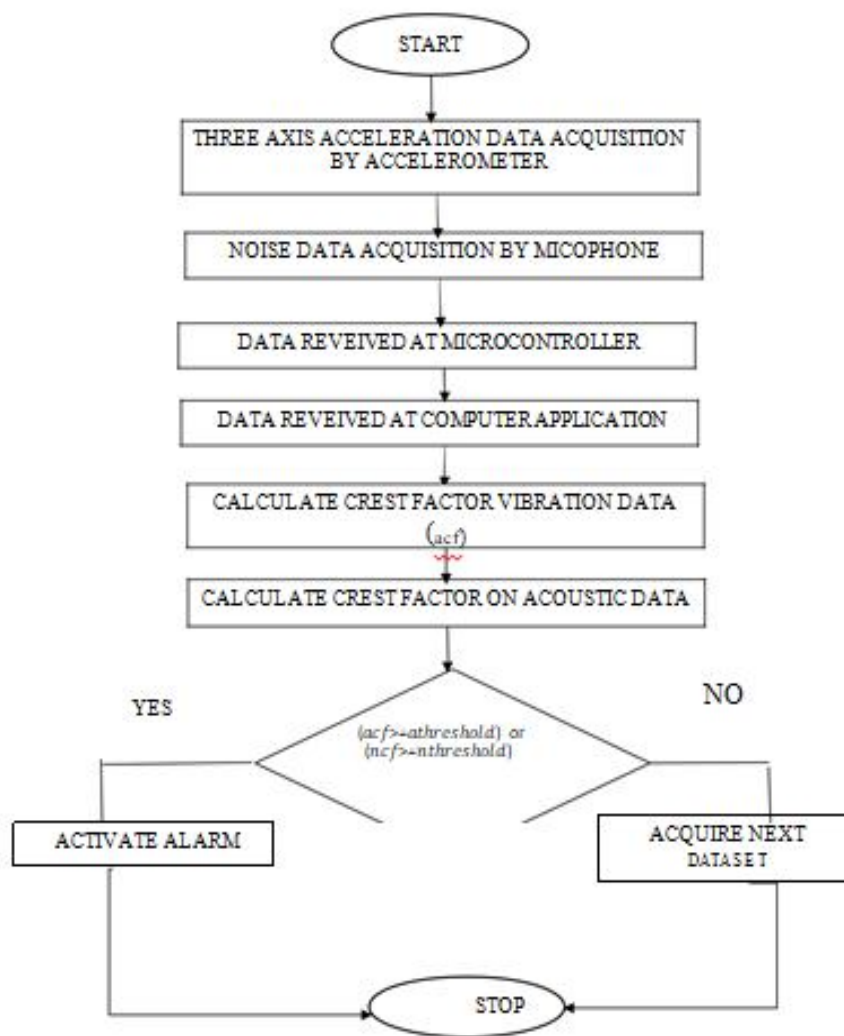 START
THREE AXIS ACCELERATION DATA ACQUISITION
BY ACCELEROMETER
NOISE DATA ACQUISITION BY MICOPHONE
DATA REVEIVED AT MICROCONTROLLER
DATA REVEIVED AT COMPUTER APPLICATION
CALCULATE CREST FACTOR VIBRATION DATA
(acf)
CALCULATE CREST FACTOR ON ACOUSTIC DATA
YES
NO
(acf>=athreshold) or
(ncf>=nthreshold)
ACTIVATE ALARM
ACQUIRE NEXT
DATASET
STOP